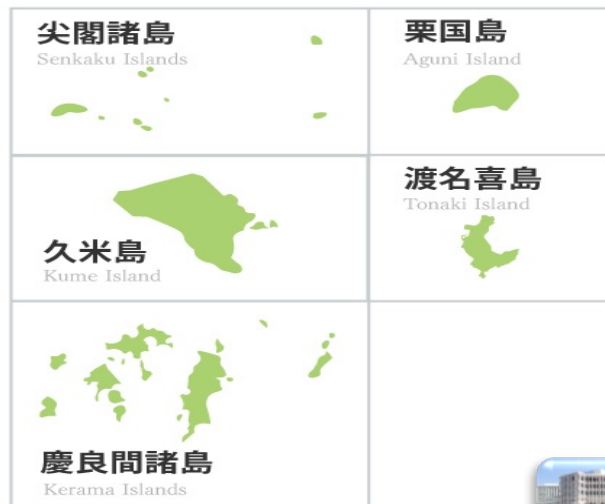 尖閣諸島
Senkaku Islands
栗国島
Aguni Island
久米島
Kume Island
渡名喜島
Tonaki Island
慶良間諸島
Kerama Islands